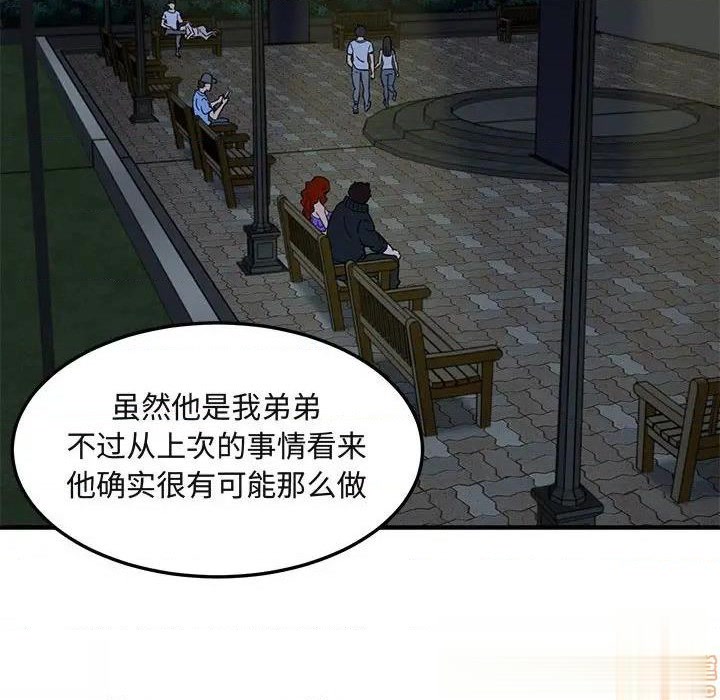 虽然他是我弟弟
不过从上次的事情看来
他确实很有可能那么做